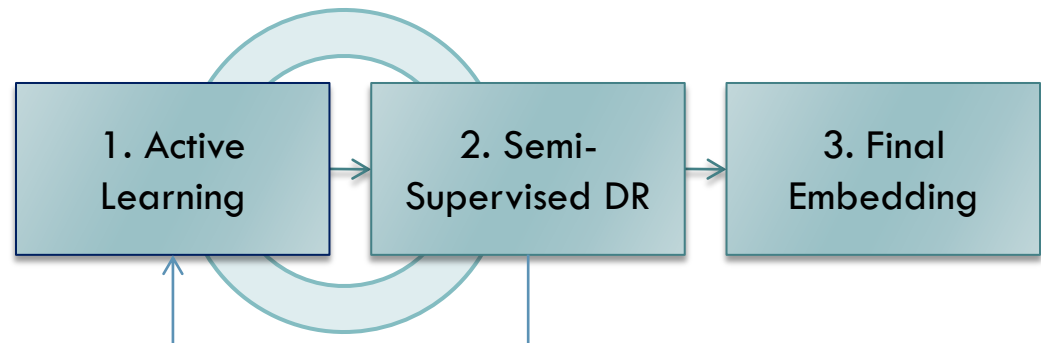 1. Active
Learning
2. Semi-
Supervised DR
3. Final
Embedding